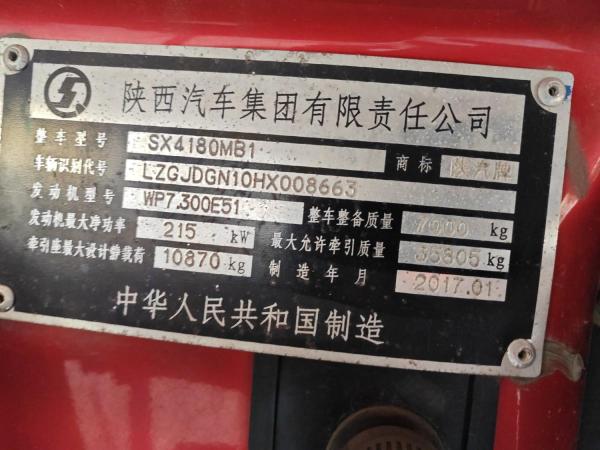 陕西汽车集团有限责任公司
整车型号 SX4180MB1 商标 陕汽牌
车辆识别代号 LZGJDGN10HX008663
发动机型号 WP7.300E51 整车整备质量 7000 kg
发动机最大净功率 215 kW 最大允许牵引质量 kg
牵引座最大设计静载荷 10870 kg 制造年月 2017.01
中华人民共和国制造